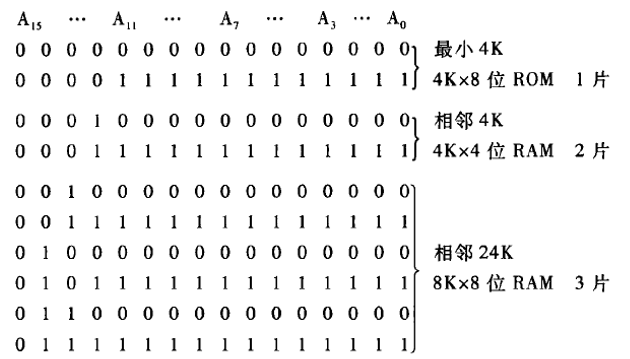 A₁₅ ··· A₁₁ ··· A₇ ··· A₃ ··· A₀
0 0 0 0 0 0 0 0 0 0 0 0 0 0 0 0 最小 4K
0 0 0 0 1 1 1 1 1 1 1 1 1 1 1 1 4K×8 位 ROM 1 片
0 0 0 1 0 0 0 0 0 0 0 0 0 0 0 0 相邻 4K
0 0 0 1 1 1 1 1 1 1 1 1 1 1 1 1 4K×4 位 RAM 2 片
0 0 1 0 0 0 0 0 0 0 0 0 0 0 0 0
0 0 1 1 1 1 1 1 1 1 1 1 1 1 1 1
0 1 0 0 0 0 0 0 0 0 0 0 0 0 0 0 相邻 24K
0 1 0 1 1 1 1 1 1 1 1 1 1 1 1 1 8K×8 位 RAM 3 片
0 1 1 0 0 0 0 0 0 0 0 0 0 0 0 0
0 1 1 1 1 1 1 1 1 1 1 1 1 1 1 1